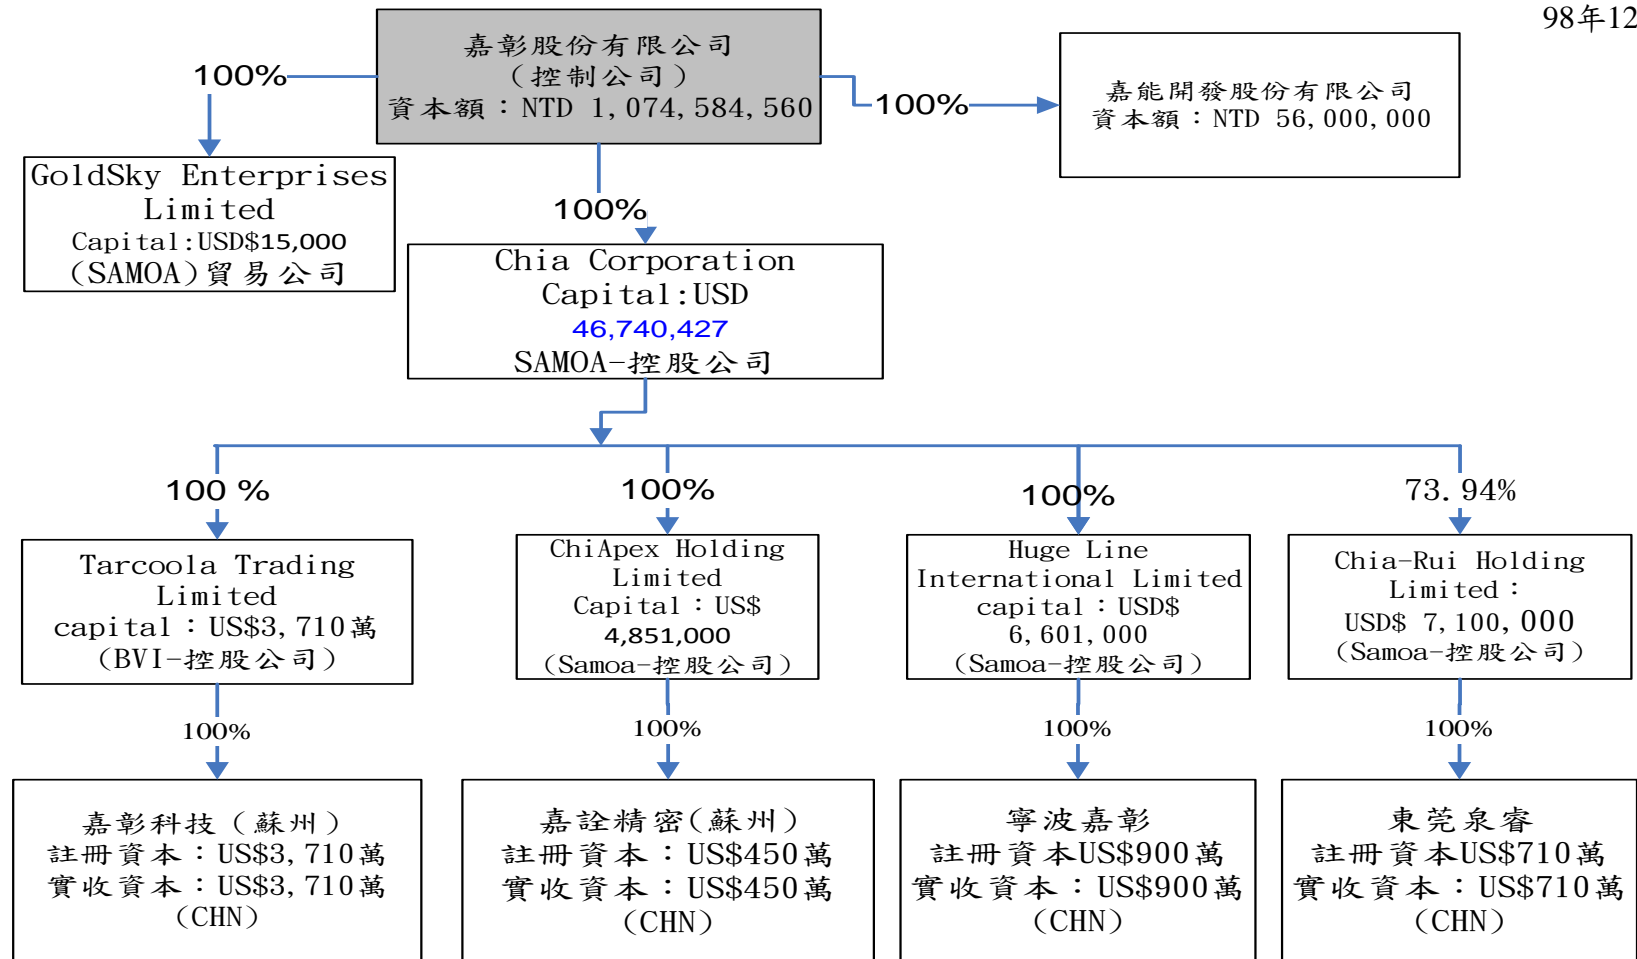 98年12
嘉彰股份有限公司
（控制公司）
資本額：NTD 1,074,584,560
100%
100%
嘉能開發股份有限公司
資本額：NTD 56,000,000
GoldSky Enterprises
Limited
Capital:USD$15,000
(SAMOA)貿易公司
100%
Chia Corporation
Capital:USD
46,740,427
SAMOA-控股公司
100 %
100%
100%
73.94%
Tarcoola Trading
Limited
capital：US$3,710萬
(BVI-控股公司)
ChiApex Holding
Limited
Capital：US$
4,851,000
(Samoa-控股公司)
Huge Line
International Limited
capital：USD$
6,601,000
(Samoa-控股公司)
Chia-Rui Holding
Limited：
USD$ 7,100,000
(Samoa-控股公司)
100%
100%
100%
100%
嘉彰科技（蘇州）
註冊資本：US$3,710萬
實收資本：US$3,710萬
(CHN)
嘉詮精密(蘇州)
註冊資本：US$450萬
實收資本：US$450萬
(CHN)
寧波嘉彰
註冊資本US$900萬
實收資本：US$900萬
(CHN)
東莞泉睿
註冊資本US$710萬
實收資本：US$710萬
(CHN)